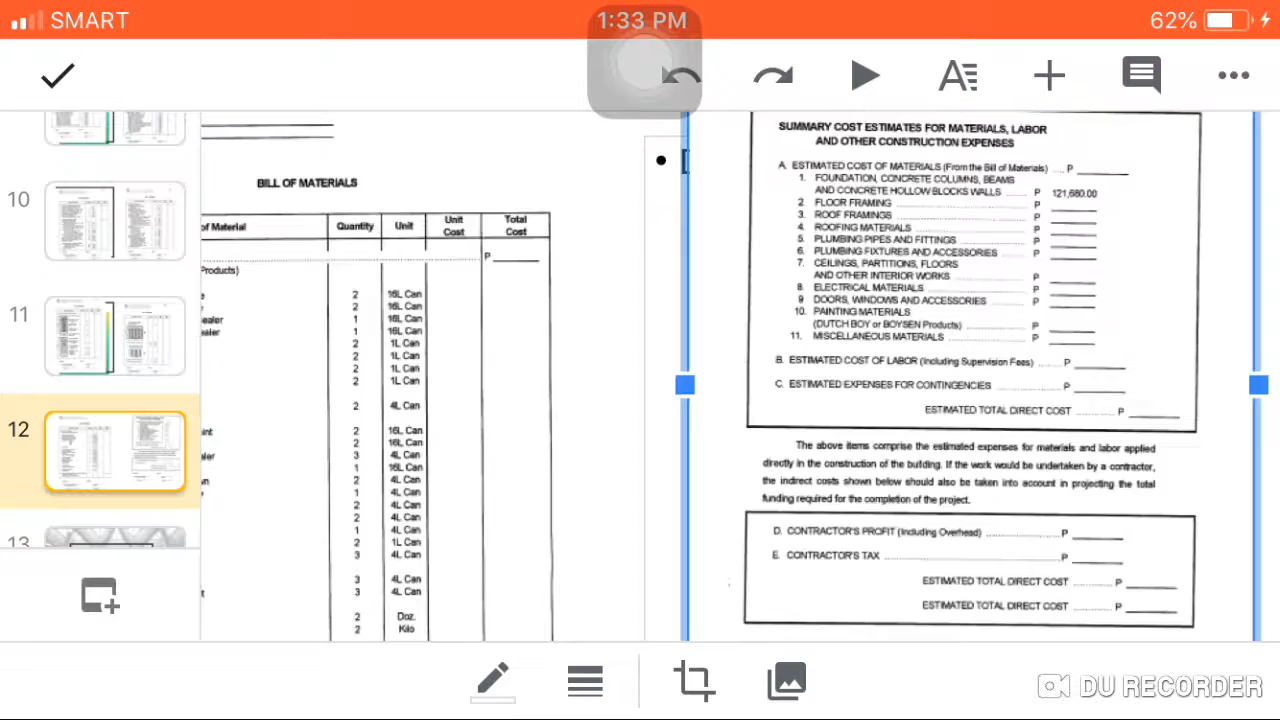 SMART
1:33 PM
62%
10
11
12
13
BILL OF MATERIALS
of Material
Quantity
Unit
Unit Cost
Total Cost
P
Products)
2 16L Can
2 16L Can
1 16L Can
1 16L Can
2 1L Can
2 1L Can
2 1L Can
2 1L Can
2 4L Can
2 16L Can
2 16L Can
3 4L Can
1 16L Can
2 4L Can
1 4L Can
2 4L Can
2 4L Can
1 4L Can
2 1L Can
3 4L Can
3 4L Can
3 4L Can
2 Doz.
2 Kilo
SUMMARY COST ESTIMATES FOR MATERIALS, LABOR
AND OTHER CONSTRUCTION EXPENSES
A. ESTIMATED COST OF MATERIALS (From the Bill of Materials) .... P
1. FOUNDATION, CONCRETE COLUMNS, BEAMS
AND CONCRETE HOLLOW BLOCKS WALLS ...... P 121,680.00
2. FLOOR FRAMING ...... P
3. ROOF FRAMINGS ...... P
4. ROOFING MATERIALS ...... P
5. PLUMBING PIPES AND FITTINGS ...... P
6. PLUMBING FIXTURES AND ACCESSORIES ...... P
7. CEILINGS, PARTITIONS, FLOORS
AND OTHER INTERIOR WORKS ...... P
8. ELECTRICAL MATERIALS ...... P
9 DOORS, WINDOWS AND ACCESSORIES ...... P
10. PAINTING MATERIALS
(DUTCH BOY or BOYSEN Products) ...... P
11. MISCELLANEOUS MATERIALS ...... P
B. ESTIMATED COST OF LABOR (Including Supervision Fees) ...... P
C. ESTIMATED EXPENSES FOR CONTINGENCIES ...... P
ESTIMATED TOTAL DIRECT COST ...... P
The above items comprise the estimated expenses for materials and labor applied
directly in the construction of the building. If the work would be undertaken by a contractor,
the indirect costs shown below should also be taken into account in projecting the total
funding required for the completion of the project.
D. CONTRACTOR'S PROFIT (Including Overhead) ...... P
E. CONTRACTOR'S TAX ...... P
ESTIMATED TOTAL DIRECT COST ...... P
ESTIMATED TOTAL DIRECT COST ...... P
DU RECORDER